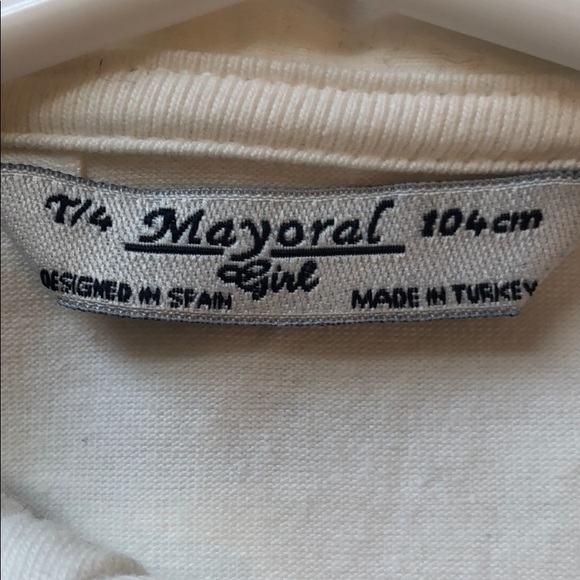 T/4 Mayoral 104cm
Girl
DESIGNED IN SPAIN MADE IN TURKEY